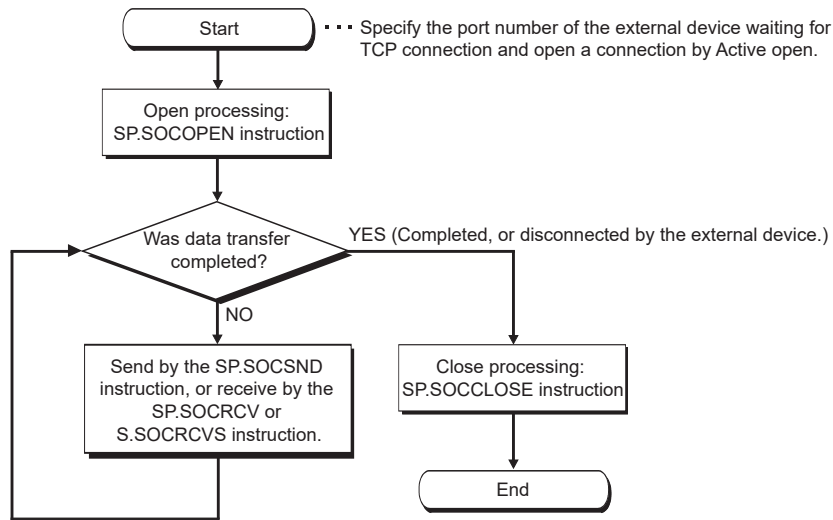 Start
··· Specify the port number of the external device waiting for
TCP connection and open a connection by Active open.
Open processing:
SP.SOCOPEN instruction
Was data transfer
completed?
YES (Completed, or disconnected by the external device.)
NO
Send by the SP.SOCSND
instruction, or receive by the
SP.SOCRCV or
S.SOCRCVS instruction.
Close processing:
SP.SOCCLOSE instruction
End